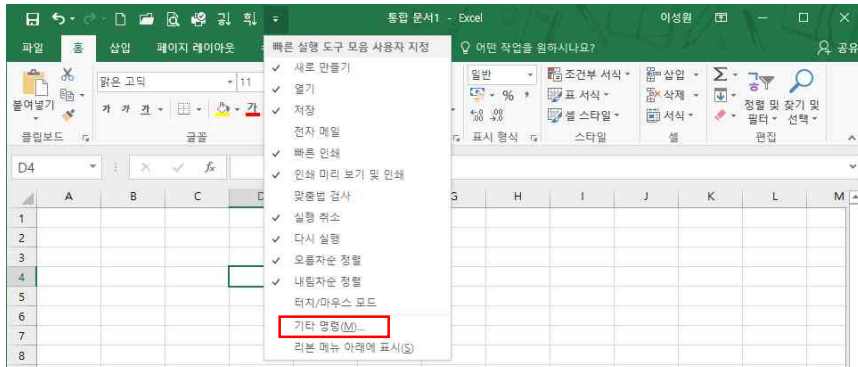 통합 문서1 - Excel
이성원
파일 홈 삽입 페이지 레이아웃
어떤 작업을 원하시나요?
공유
빠른 실행 도구 모음 사용자 지정
새로 만들기
열기
저장
전자 메일
빠른 인쇄
인쇄 미리 보기 및 인쇄
맞춤법 검사
실행 취소
다시 실행
오름차순 정렬
내림차순 정렬
터치/마우스 모드
기타 명령(M)...
리본 메뉴 아래에 표시(S)
붙여넣기
클립보드
맑은 고딕 11
가 가 가 가
글꼴
일반
% ,
표시 형식
조건부 서식
표 서식
셀 스타일
스타일
삽입
삭제
서식
셀
Σ
정렬 및 필터
찾기 및 선택
편집
D4 fx
A B C D G H I J K L M
1
2
3
4
5
6
7
8